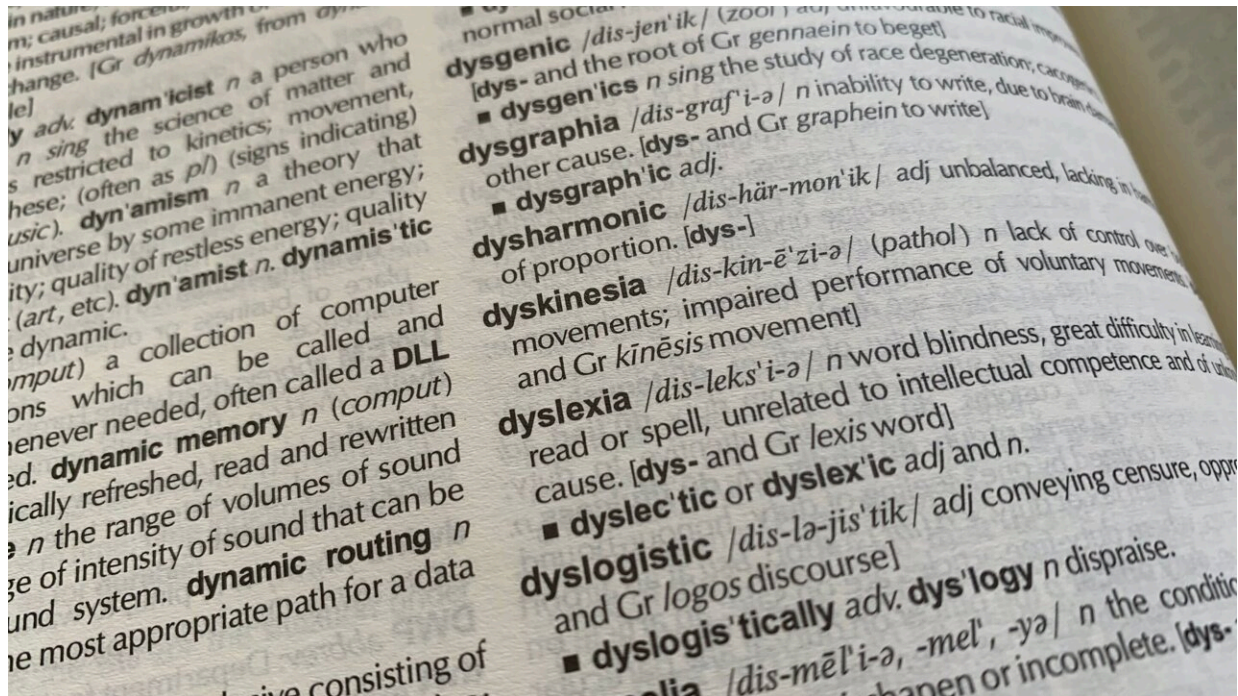 in nature,
m; causal; forceful
instrumental in growth
hange. [Gr dynamikos, from
le]
adv. dynam'icist n a person who
n sing the science of matter and
restricted to kinetics; movement,
hese; (often as pl) (signs indicating)
usic). dyn'amism n a theory that
universe by some immanent energy;
ity; quality of restless energy; quality
(art, etc). dyn'amist n. dynamis'tic
dynamic.
omput) a collection of computer
ons which can be called and
henever needed, often called a DLL
ed. dynamic memory n (comput)
ically refreshed, read and rewritten
n the range of volumes of sound
ge of intensity of sound that can be
und system. dynamic routing n
he most appropriate path for a data
consisting of
normal social
dysgenic /dis-jen'ik/ (zool) adj unfavourable to racial
[dys- and the root of Gr gennaein to beget]
■ dysgen'ics n sing the study of race degeneration;
dysgraphia /dis-graf'i-ə/ n inability to write, due to brain
other cause. [dys- and Gr graphein to write]
■ dysgraph'ic adj.
dysharmonic /dis-här-mon'ik/ adj unbalanced, lacking in
of proportion. [dys-]
dyskinesia /dis-kin-ē'zi-ə/ (pathol) n lack of control over
movements; impaired performance of voluntary movements
and Gr kīnēsis movement]
dyslexia /dis-leks'i-ə/ n word blindness, great difficulty in
read or spell, unrelated to intellectual competence and of
cause. [dys- and Gr lexis word]
■ dyslec'tic or dyslex'ic adj and n.
dyslogistic /dis-lə-jis'tik/ adj conveying censure,
and Gr logos discourse]
■ dyslogis'tically adv. dys'logy n dispraise.
/dis-mēl'i-ə, -mel', -yə/ n the
or incomplete. [dys-